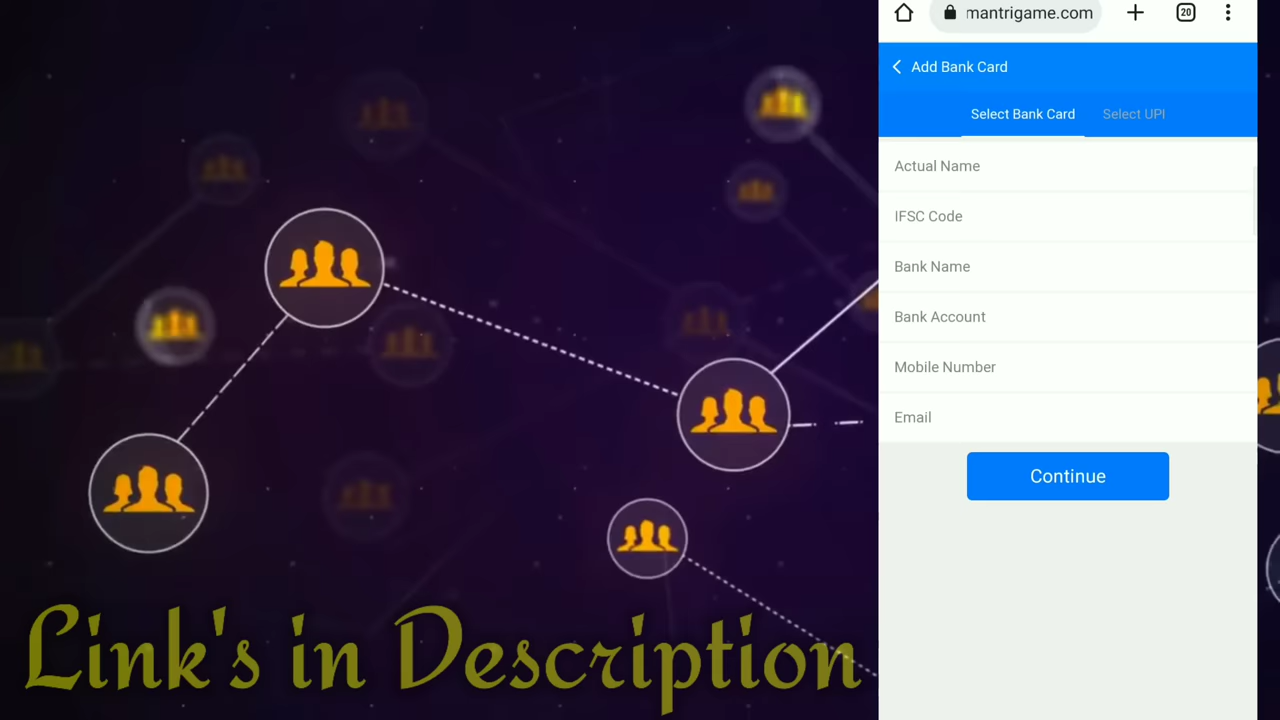 mantrigame.com
20
Add Bank Card
Select Bank Card Select UPI
Actual Name
IFSC Code
Bank Name
Bank Account
Mobile Number
Email
Continue
Link's in Description